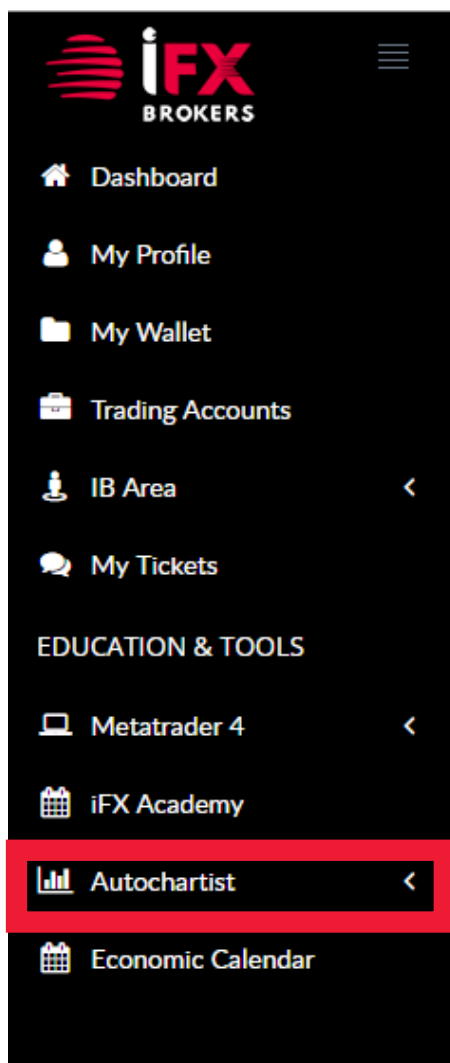 iFX
BROKERS
Dashboard
My Profile
My Wallet
Trading Accounts
IB Area
My Tickets
EDUCATION & TOOLS
Metatrader 4
iFX Academy
Autochartist
Economic Calendar